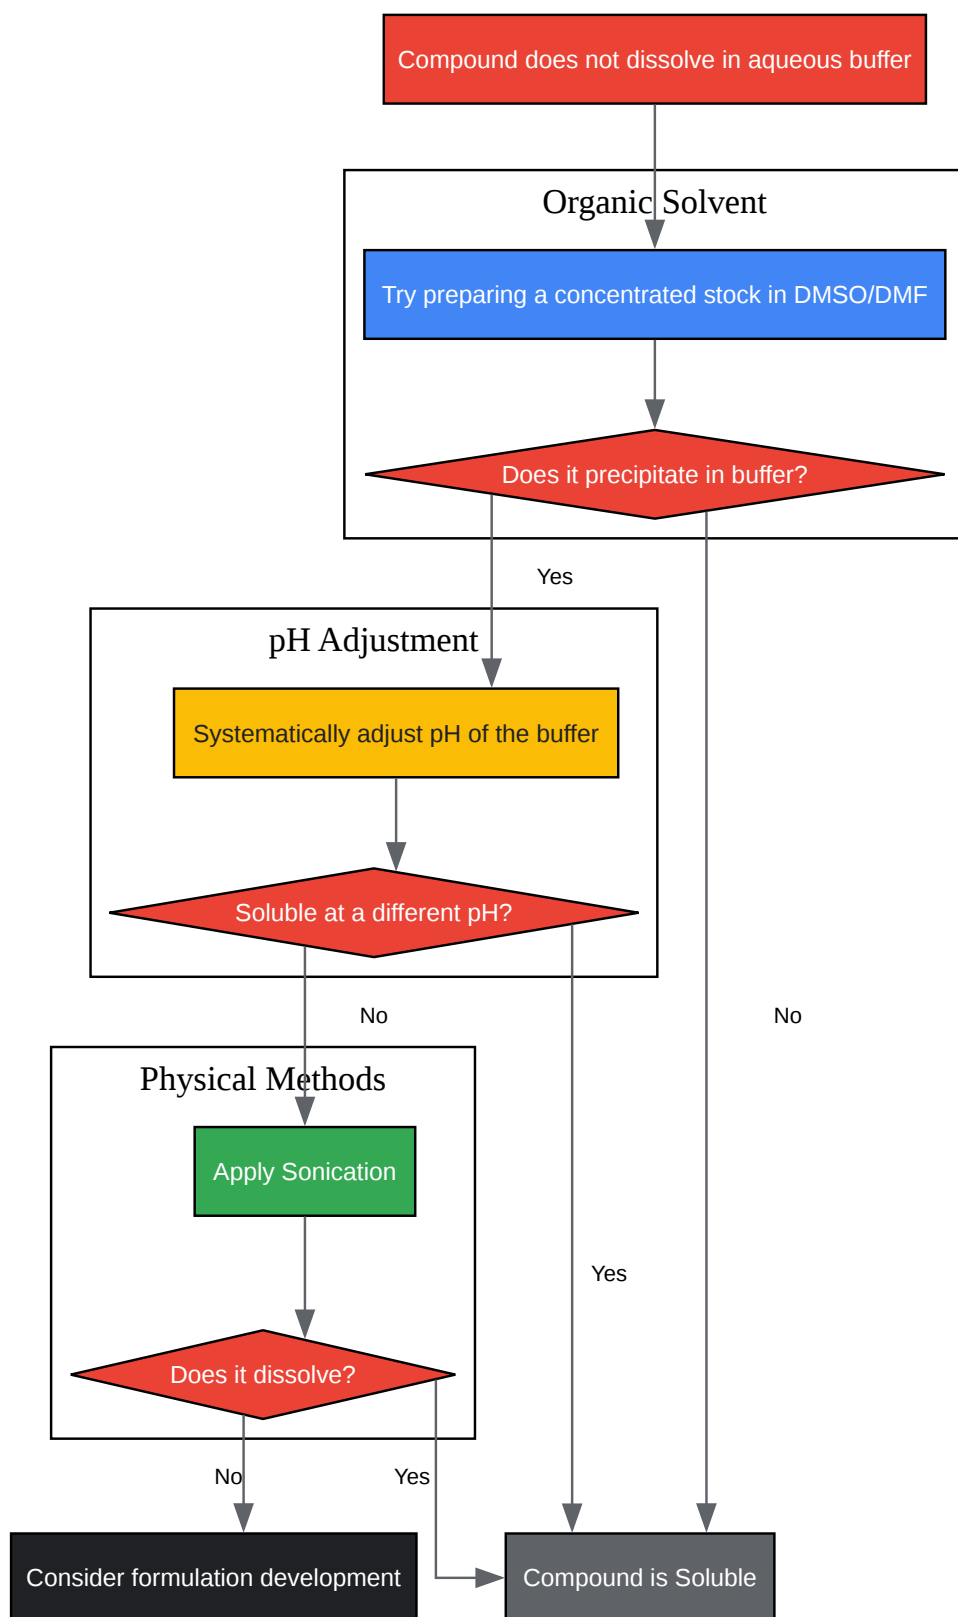 Compound does not dissolve in aqueous buffer
Organic Solvent
Try preparing a concentrated stock in DMSO/DMF
Does it precipitate in buffer?
Yes
pH Adjustment
Systematically adjust pH of the buffer
Soluble at a different pH?
No
No
Physical Methods
Apply Sonication
Yes
Does it dissolve?
No
Yes
Consider formulation development
Compound is Soluble